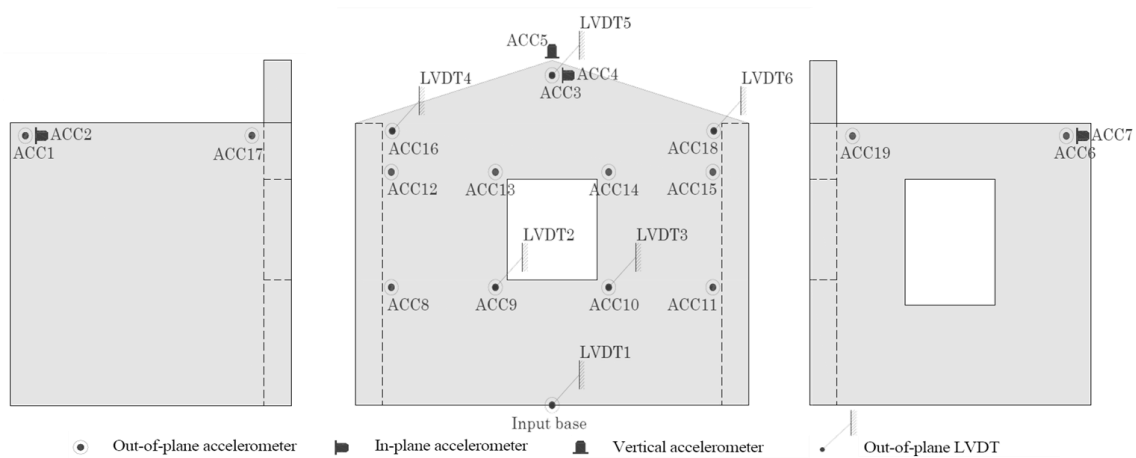 LVDT5
ACC5
ACC4
ACC3
LVDT4
LVDT6
ACC2
ACC1
ACC17
ACC16
ACC18
ACC19
ACC7
ACC6
ACC12
ACC13
ACC14
ACC15
LVDT2
LVDT3
ACC8
ACC9
ACC10
ACC11
LVDT1
Input base
Out-of-plane accelerometer
In-plane accelerometer
Vertical accelerometer
Out-of-plane LVDT